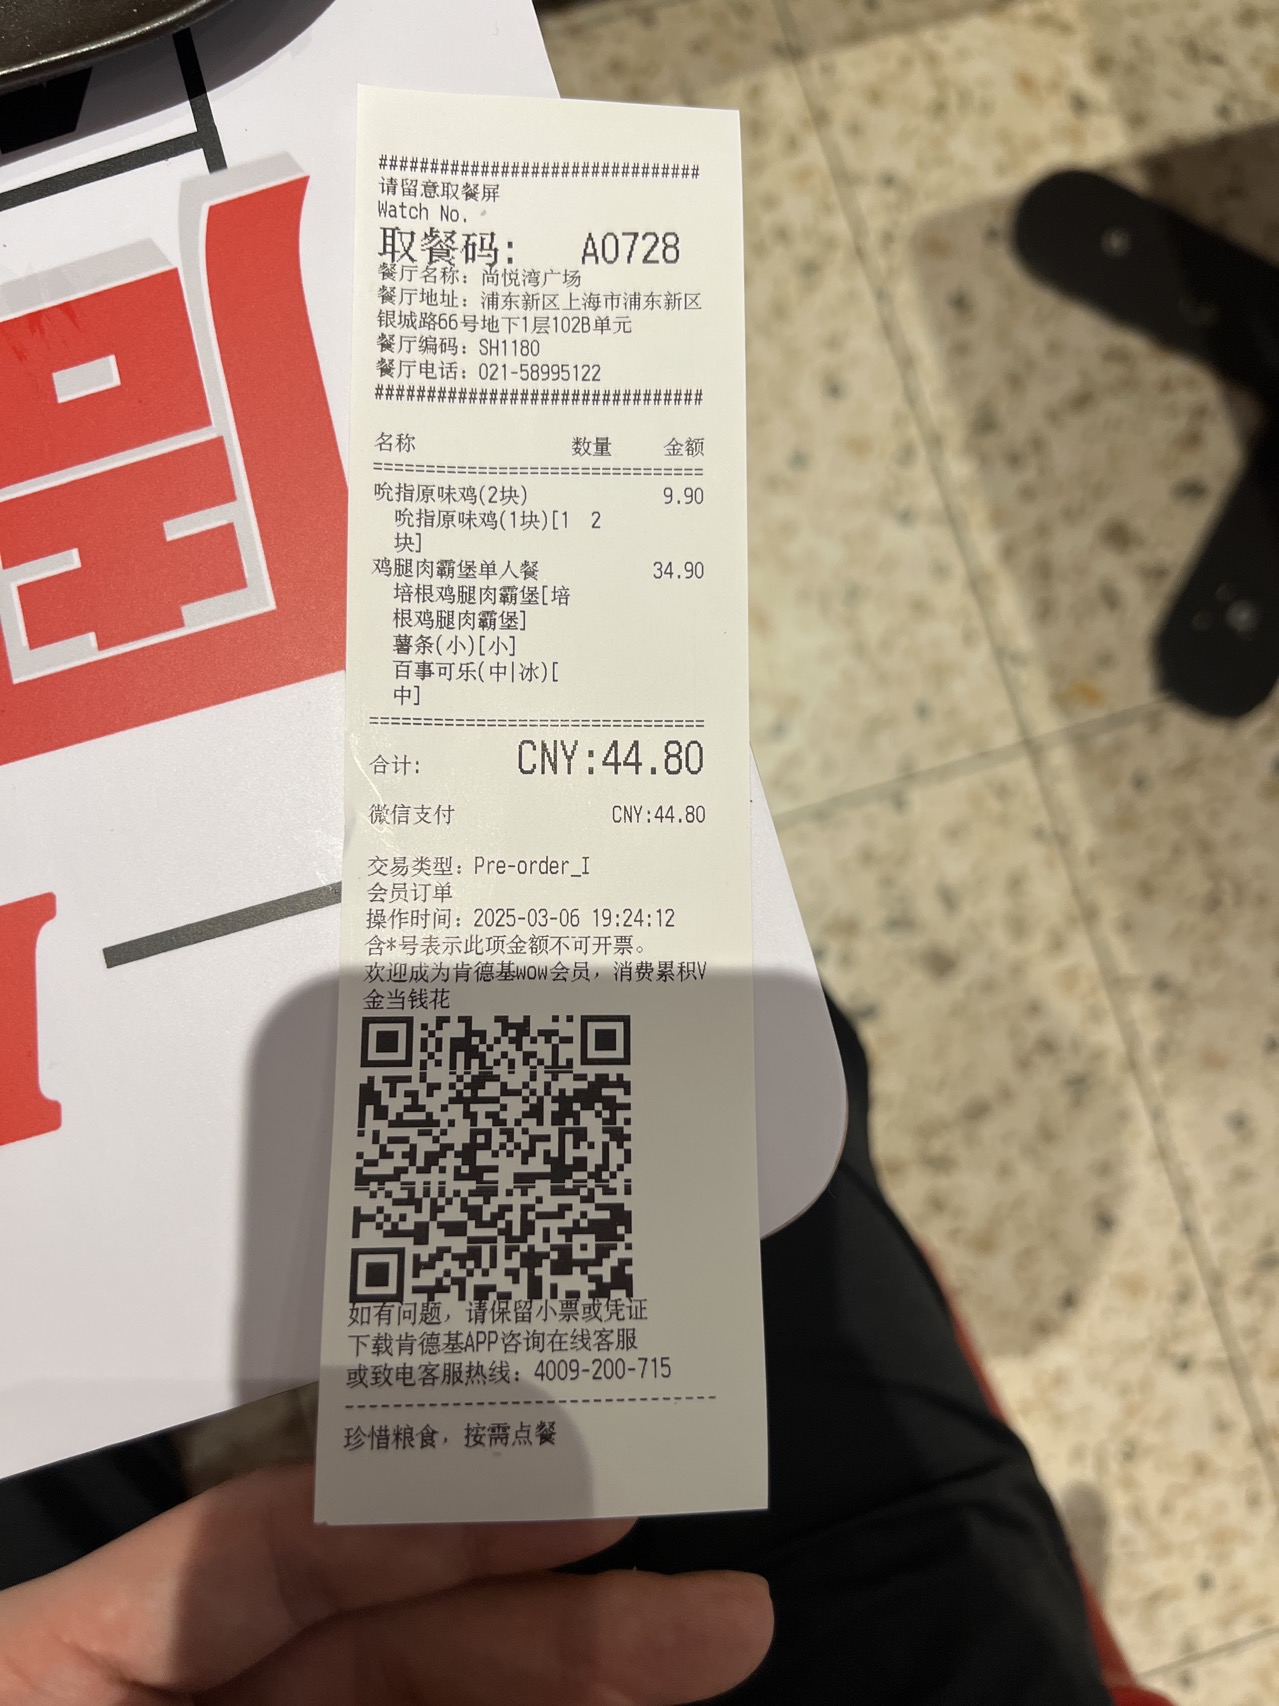 ###############################
请留意取餐屏
Watch No.
取餐码: A0728
餐厅名称: 尚悦湾广场
餐厅地址: 浦东新区上海市浦东新区
银城路66号地下1层102B单元
餐厅编码: SH1180
餐厅电话: 021-58995122
################################
名称 数量 金额
================================
吮指原味鸡(2块) 9.90
吮指原味鸡(1块)[1 2
块]
鸡腿肉霸堡单人餐 34.90
培根鸡腿肉霸堡[培
根鸡腿肉霸堡]
薯条(小)[小]
百事可乐(中|冰)[
中]
================================
合计: CNY:44.80
微信支付 CNY:44.80
交易类型: Pre-order_I
会员订单
操作时间: 2025-03-06 19:24:12
含*号表示此项金额不可开票。
欢迎成为肯德基wow会员, 消费累积V
金当钱花
如有问题, 请保留小票或凭证
下载肯德基APP咨询在线客服
或致电客服热线: 4009-200-715
--------------------------------
珍惜粮食, 按需点餐